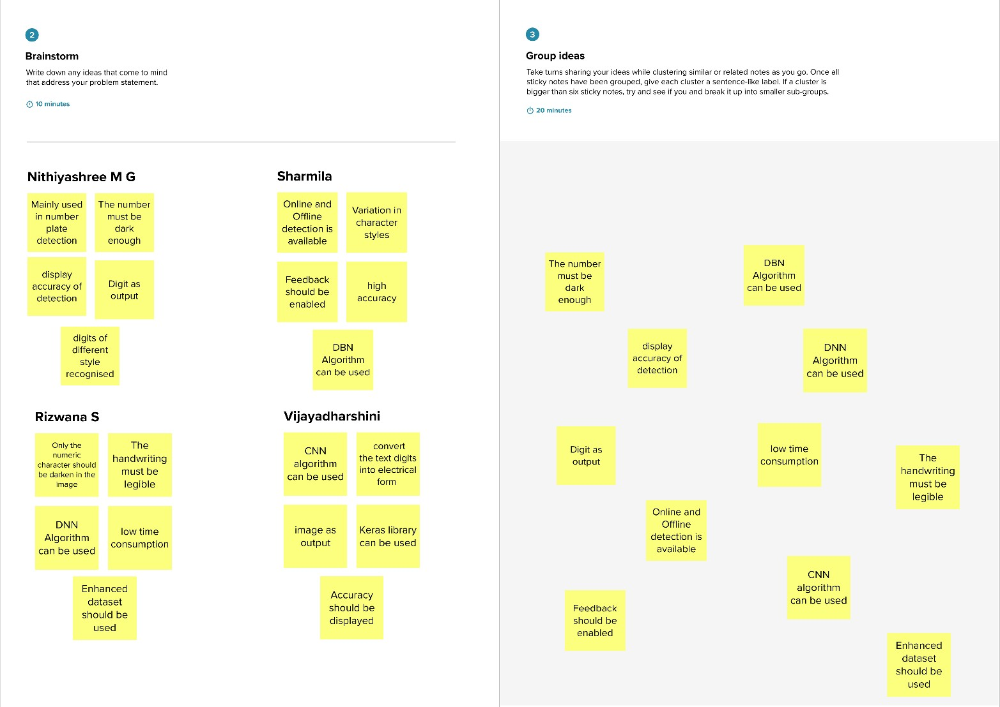 2
Brainstorm
Write down any ideas that come to mind
that address your problem statement.
10 minutes
Nithiyashree M G
Mainly used
in number
plate
detection
The number
must be
dark
enough
display
accuracy of
detection
Digit as
output
digits of
different
style
recognised
Sharmila
Online and
Offline
detection is
available
Variation in
character
styles
Feedback
should be
enabled
high
accuracy
DBN
Algorithm
can be used
Rizwana S
Only the
numeric
character should
be darken in the
image
The
handwriting
must be
legible
DNN
Algorithm
can be used
low time
consumption
Enhanced
dataset
should be
used
Vijayadharshini
CNN
algorithm
can be used
convert
the text digits
into electrical
form
image as
output
Keras library
can be used
Accuracy
should be
displayed
3
Group ideas
Take turns sharing your ideas while clustering similar or related notes as you go. Once all
sticky notes have been grouped, give each cluster a sentence-like label. If a cluster is
bigger than six sticky notes, try and see if you and break it up into smaller sub-groups.
20 minutes
The number
must be
dark
enough
DBN
Algorithm
can be used
display
accuracy of
detection
DNN
Algorithm
can be used
Digit as
output
low time
consumption
The
handwriting
must be
legible
Online and
Offline
detection is
available
CNN
algorithm
can be used
Feedback
should be
enabled
Enhanced
dataset
should be
used